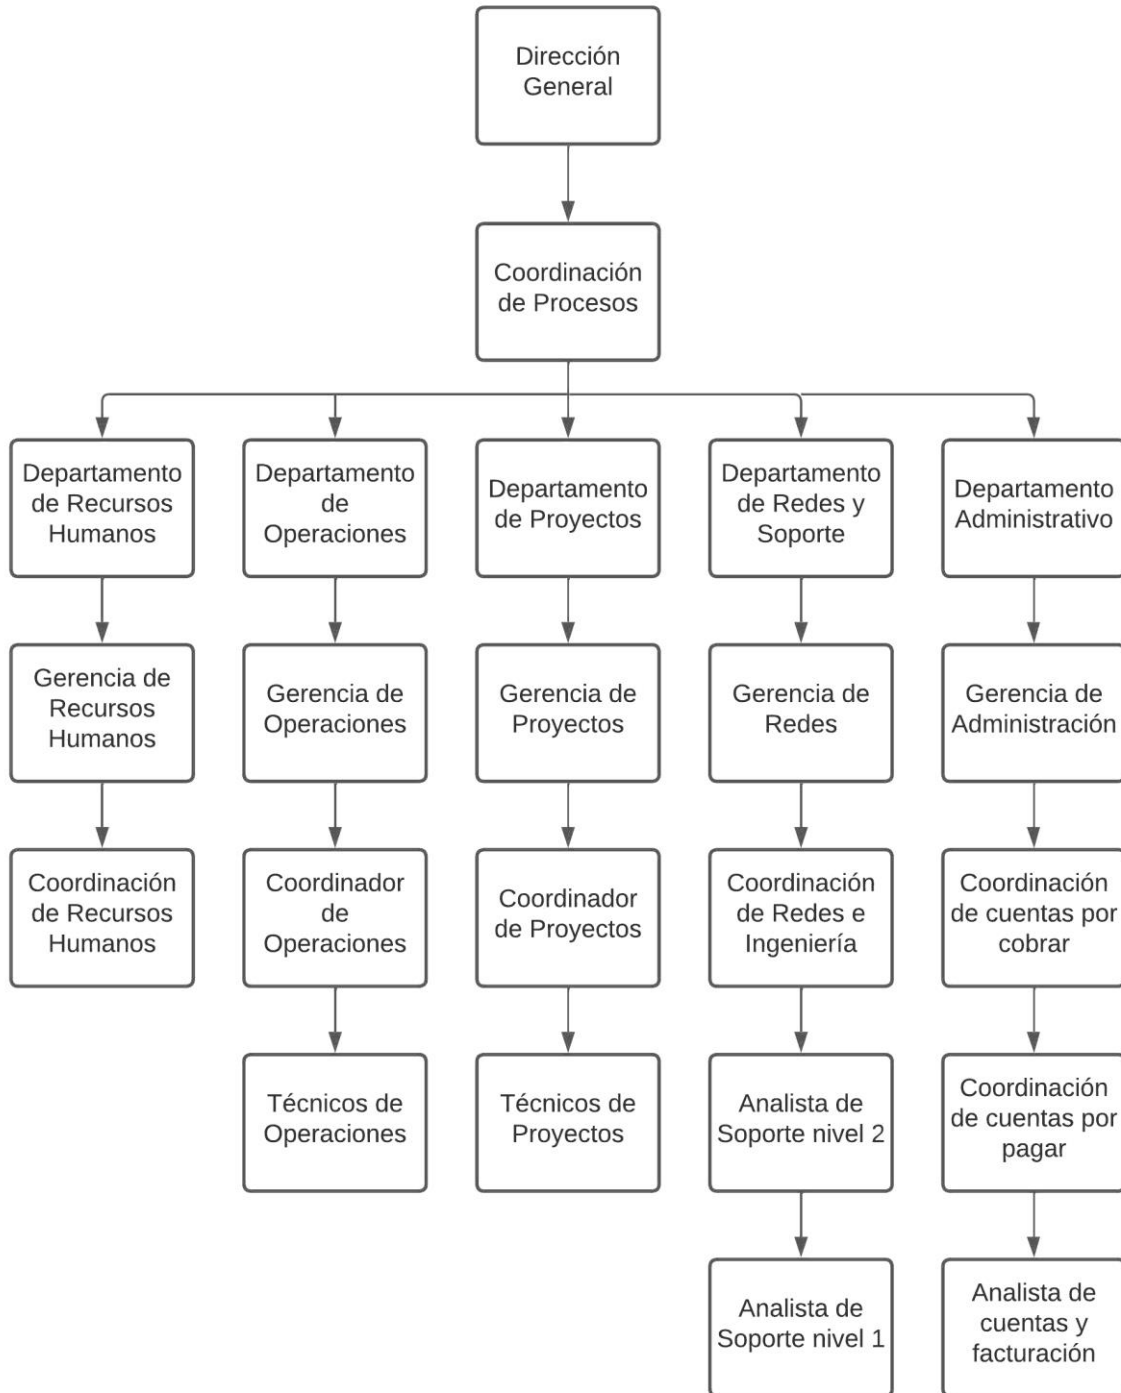 Dirección
General
Coordinación
de Procesos
Departamento
de Recursos
Humanos
Departamento
de
Operaciones
Departamento
de Proyectos
Departamento
de Redes y
Soporte
Departamento
Administrativo
Gerencia de
Recursos
Humanos
Gerencia de
Operaciones
Gerencia de
Proyectos
Gerencia de
Redes
Gerencia de
Administración
Coordinación
de Recursos
Humanos
Coordinador
de
Operaciones
Coordinador
de Proyectos
Coordinación
de Redes e
Ingeniería
Coordinación
de cuentas por
cobrar
Técnicos de
Operaciones
Técnicos de
Proyectos
Analista de
Soporte nivel 2
Coordinación
de cuentas por
pagar
Analista de
Soporte nivel 1
Analista de
cuentas y
facturación